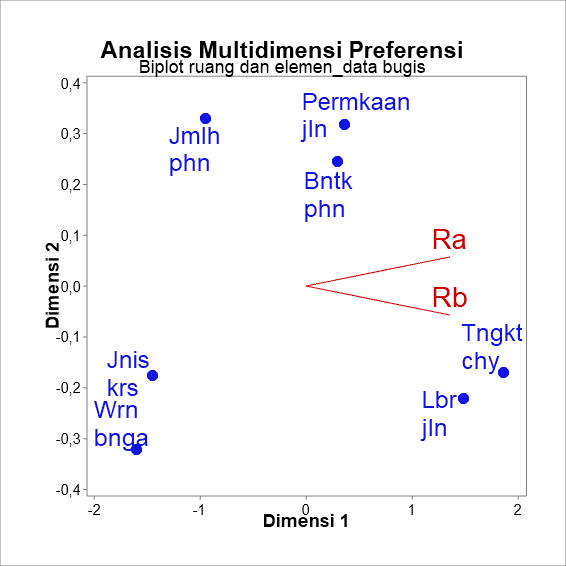 Analisis Multidimensi Preferensi
Biplot ruang dan elemen_data bugis
0,4
0,3
0,2
0,1
0,0
-0,1
-0,2
-0,3
-0,4
Dimensi 2
Jmlh
phn
Permkaan
jln
Bntk
phn
Ra
Rb
Tngkt
chy
Lbr
jln
Jnis
krs
Wrn
bnga
-2
-1
0
1
2
Dimensi 1